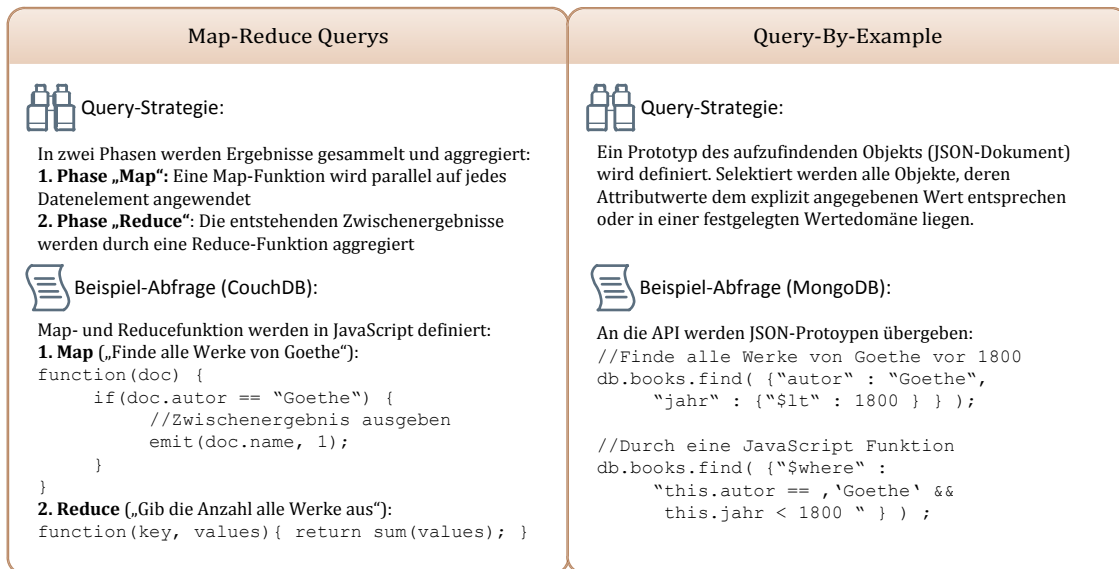 Map-Reduce Querys
Query-Strategie:
In zwei Phasen werden Ergebnisse gesammelt und aggregiert:
1. Phase „Map“: Eine Map-Funktion wird parallel auf jedes
Datenelement angewendet
2. Phase „Reduce“: Die entstehenden Zwischenergebnisse
werden durch eine Reduce-Funktion aggregiert
Beispiel-Abfrage (CouchDB):
Map- und Reducefunktion werden in JavaScript definiert:
1. Map („Finde alle Werke von Goethe“):
function(doc) {
if(doc.autor == “Goethe“) {
//Zwischenergebnis ausgeben
emit(doc.name, 1);
}
}
2. Reduce („Gib die Anzahl alle Werke aus“):
function(key, values){ return sum(values); }
Query-By-Example
Query-Strategie:
Ein Prototyp des aufzufindenden Objekts (JSON-Dokument)
wird definiert. Selektiert werden alle Objekte, deren
Attributwerte dem explizit angegebenen Wert entsprechen
oder in einer festgelegten Wertedomäne liegen.
Beispiel-Abfrage (MongoDB):
An die API werden JSON-Protoypen übergeben:
//Finde alle Werke von Goethe vor 1800
db.books.find( {“autor“ : “Goethe“,
“jahr“ : {“$lt“ : 1800 } } );
//Durch eine JavaScript Funktion
db.books.find( {“$where“ :
“this.autor == ‚'Goethe‘ &&
this.jahr < 1800 “ } ) ;